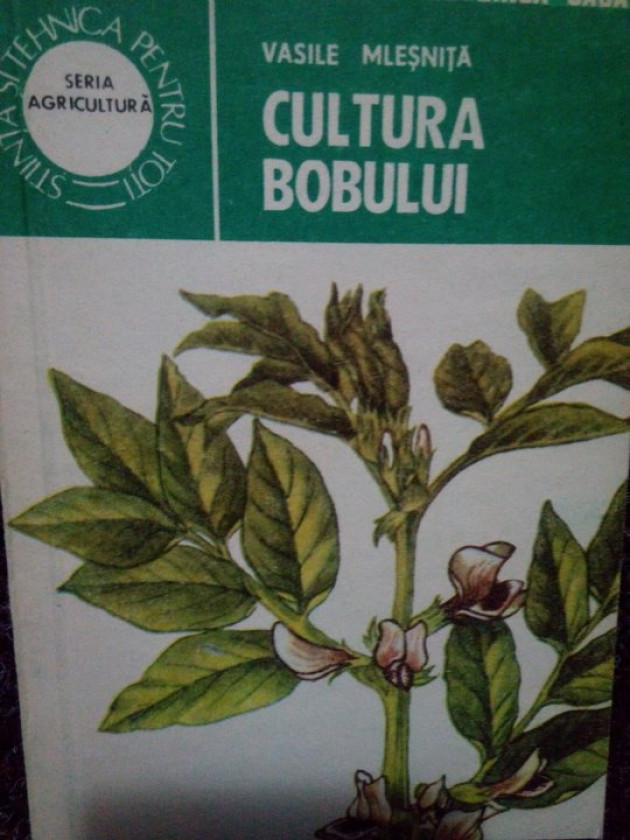 VASILE MLEȘNIȚĂ
CULTURA
BOBULUI
ȘTIINȚA ȘI TEHNICA PENTRU TOȚI
SERIA
AGRICULTURĂ